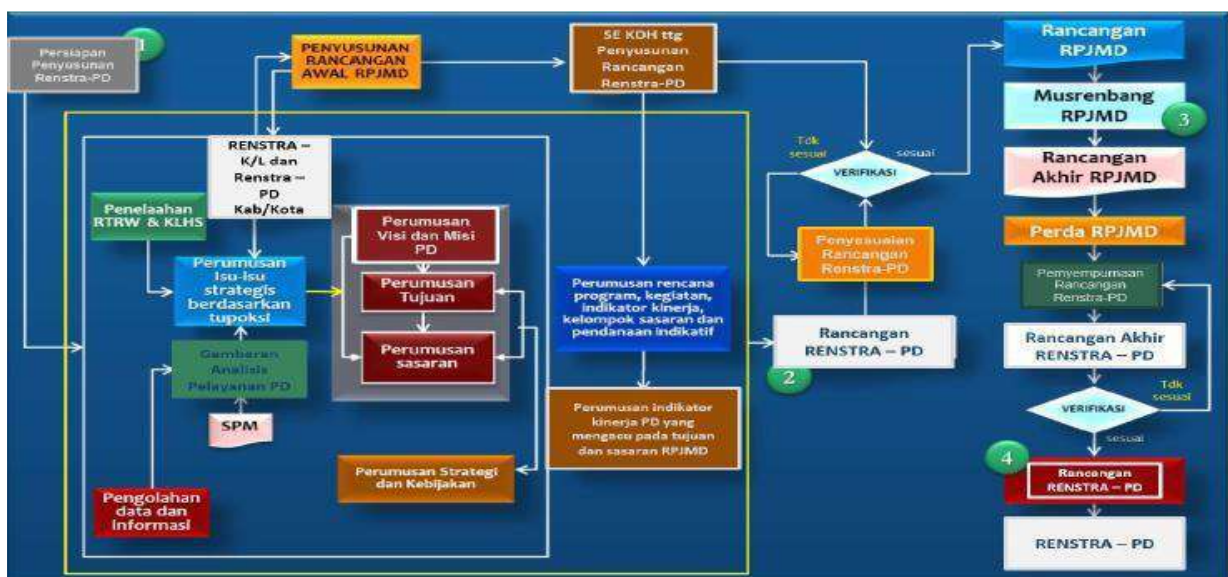 1
Persiapan
Penyusunan
Renstra-PD
PENYUSUNAN
RANCANGAN
AWAL RPJMD
SE KDH ttg
Penyusunan
Rancangan
Renstra-PD
RENSTRA –
K/L dan
Renstra –
PD
Kab/Kota
Penelaahan
RTRW & KLHS
Perumusan
Isu-isu
strategis
berdasarkan
tupoksi
Gambaran
Analisis
Pelayanan PD
SPM
Pengolahan
data dan
informasi
Perumusan
Visi dan Misi
PD
Perumusan
Tujuan
Perumusan
sasaran
Perumusan Strategi
dan Kebijakan
Perumusan rencana
program, kegiatan,
indikator kinerja,
kelompok sasaran dan
pendanaan indikatif
Perumusan indikator
kinerja PD yang
mengacu pada tujuan
dan sasaran RPJMD
Tdk
sesuai
sesuai
VERIFIKASI
Penyesuaian
Rancangan
Renstra-PD
Rancangan
RENSTRA – PD
2
Rancangan
RPJMD
Musrenbang
RPJMD
3
Rancangan
Akhir RPJMD
Perda RPJMD
Penyempurnaan
Rancangan
Renstra-PD
Rancangan Akhir
RENSTRA – PD
Tdk
sesuai
VERIFIKASI
sesuai
4
Rancangan
RENSTRA – PD
RENSTRA – PD